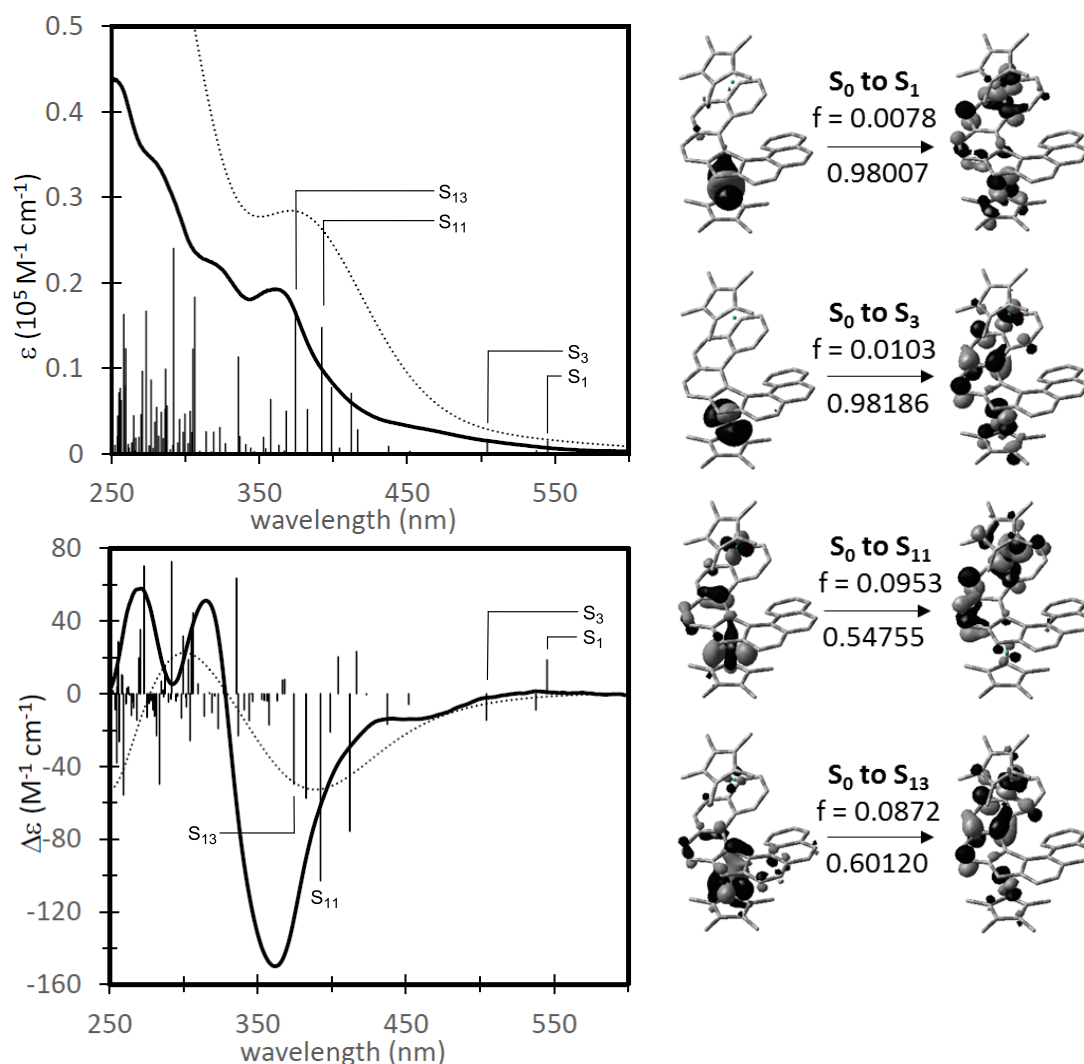 0.5
0.4
0.3
0.2
0.1
0
ε (10⁵ M⁻¹ cm⁻¹)
S₁₃
S₁₁
S₃
S₁
250
350
450
550
wavelength (nm)
80
40
0
-40
-80
-120
-160
Δε (M⁻¹ cm⁻¹)
S₃
S₁
S₁₃
S₁₁
250
350
450
550
wavelength (nm)
S₀ to S₁
f = 0.0078
0.98007
S₀ to S₃
f = 0.0103
0.98186
S₀ to S₁₁
f = 0.0953
0.54755
S₀ to S₁₃
f = 0.0872
0.60120